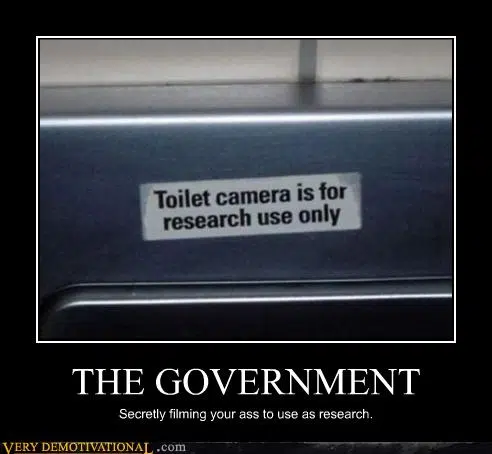 Toilet camera is for
research use only
THE GOVERNMENT
Secretly filming your ass to use as research.
VERY DEMOTIVATIONAL.com